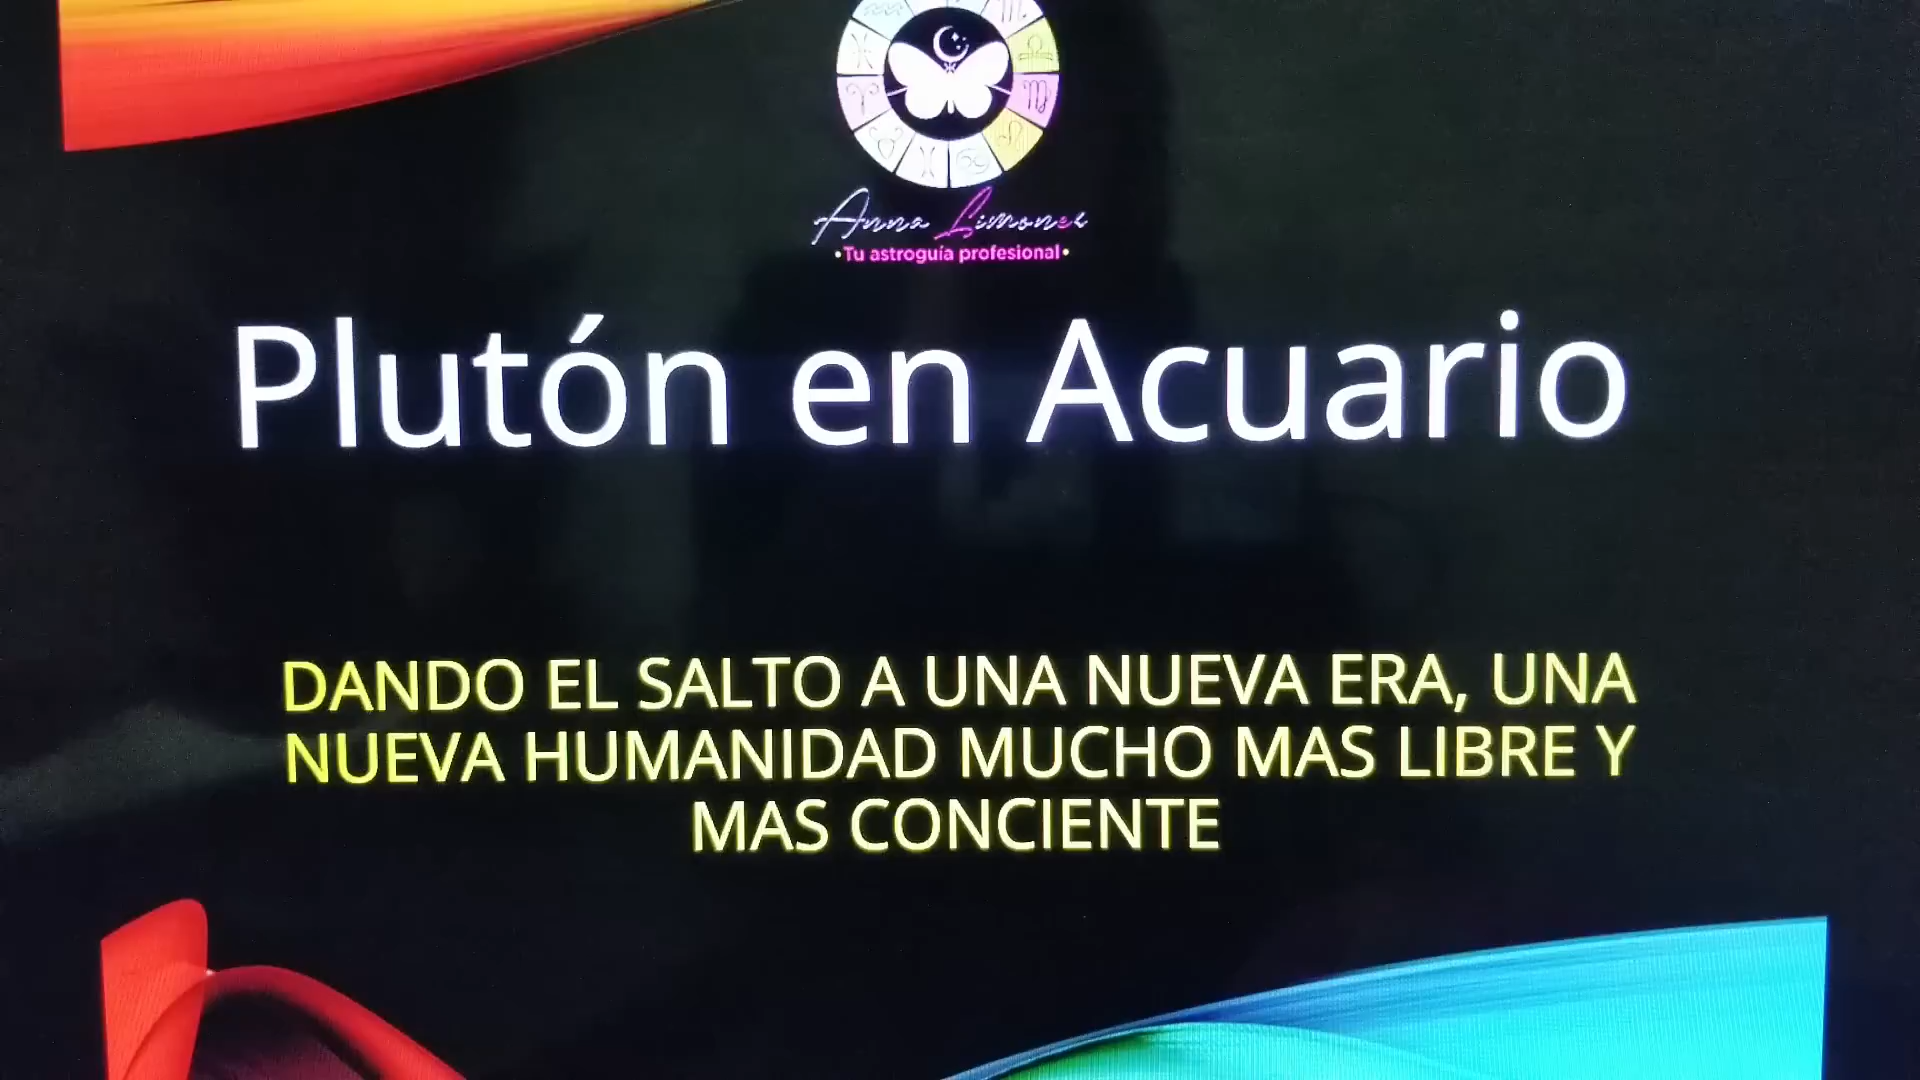 Anna Limones
•Tu astroguía profesional•
Plutón en Acuario
DANDO EL SALTO A UNA NUEVA ERA, UNA
NUEVA HUMANIDAD MUCHO MAS LIBRE Y
MAS CONCIENTE